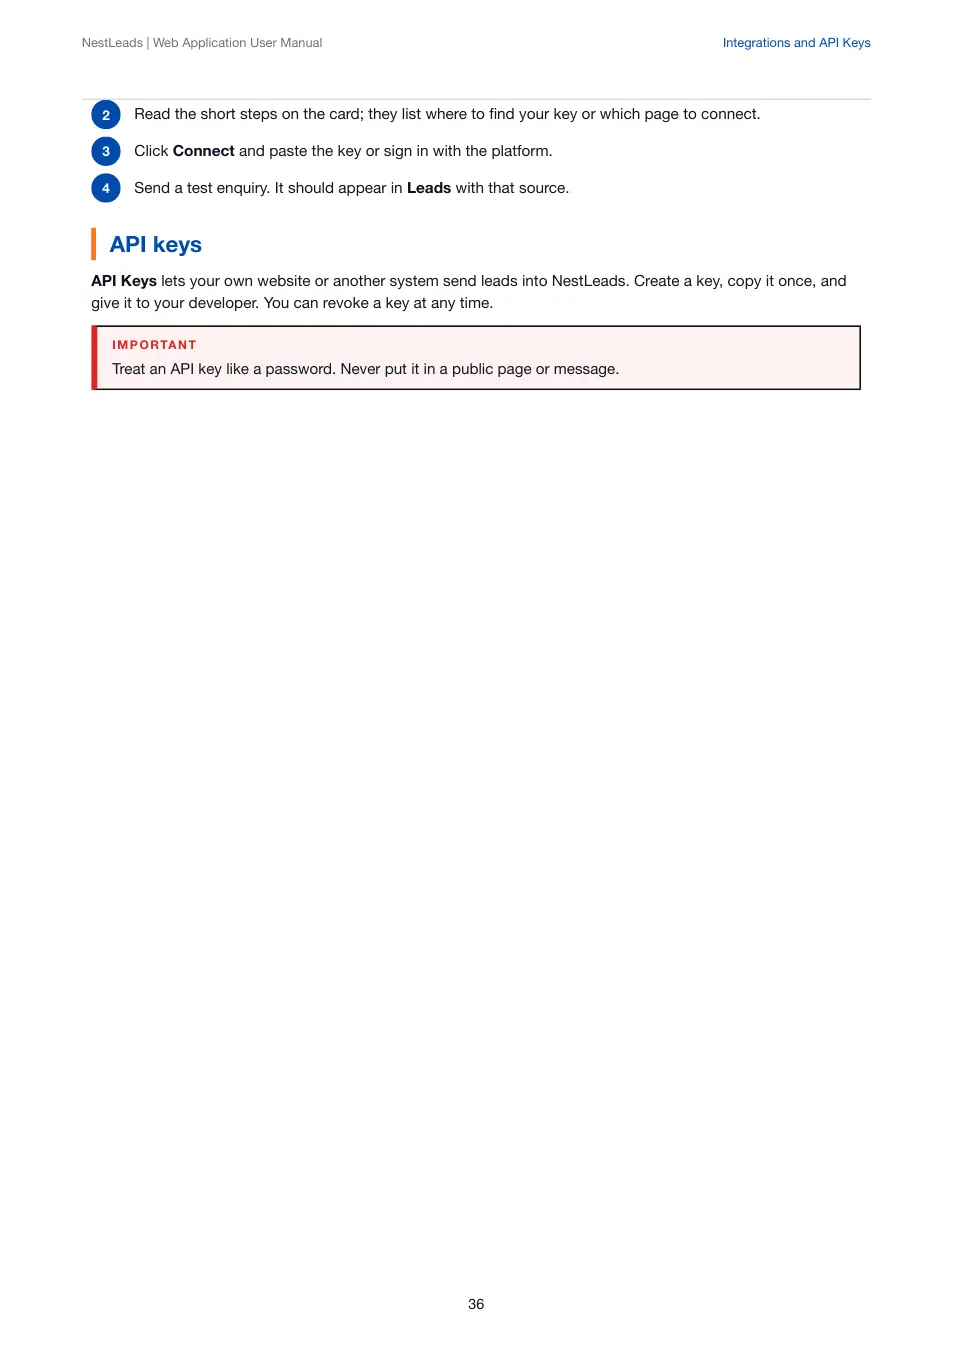 NestLeads | Web Application User Manual
Integrations and API Keys
2 Read the short steps on the card; they list where to find your key or which page to connect.
3 Click Connect and paste the key or sign in with the platform.
4 Send a test enquiry. It should appear in Leads with that source.
API keys
API Keys lets your own website or another system send leads into NestLeads. Create a key, copy it once, and
give it to your developer. You can revoke a key at any time.
IMPORTANT
Treat an API key like a password. Never put it in a public page or message.
36